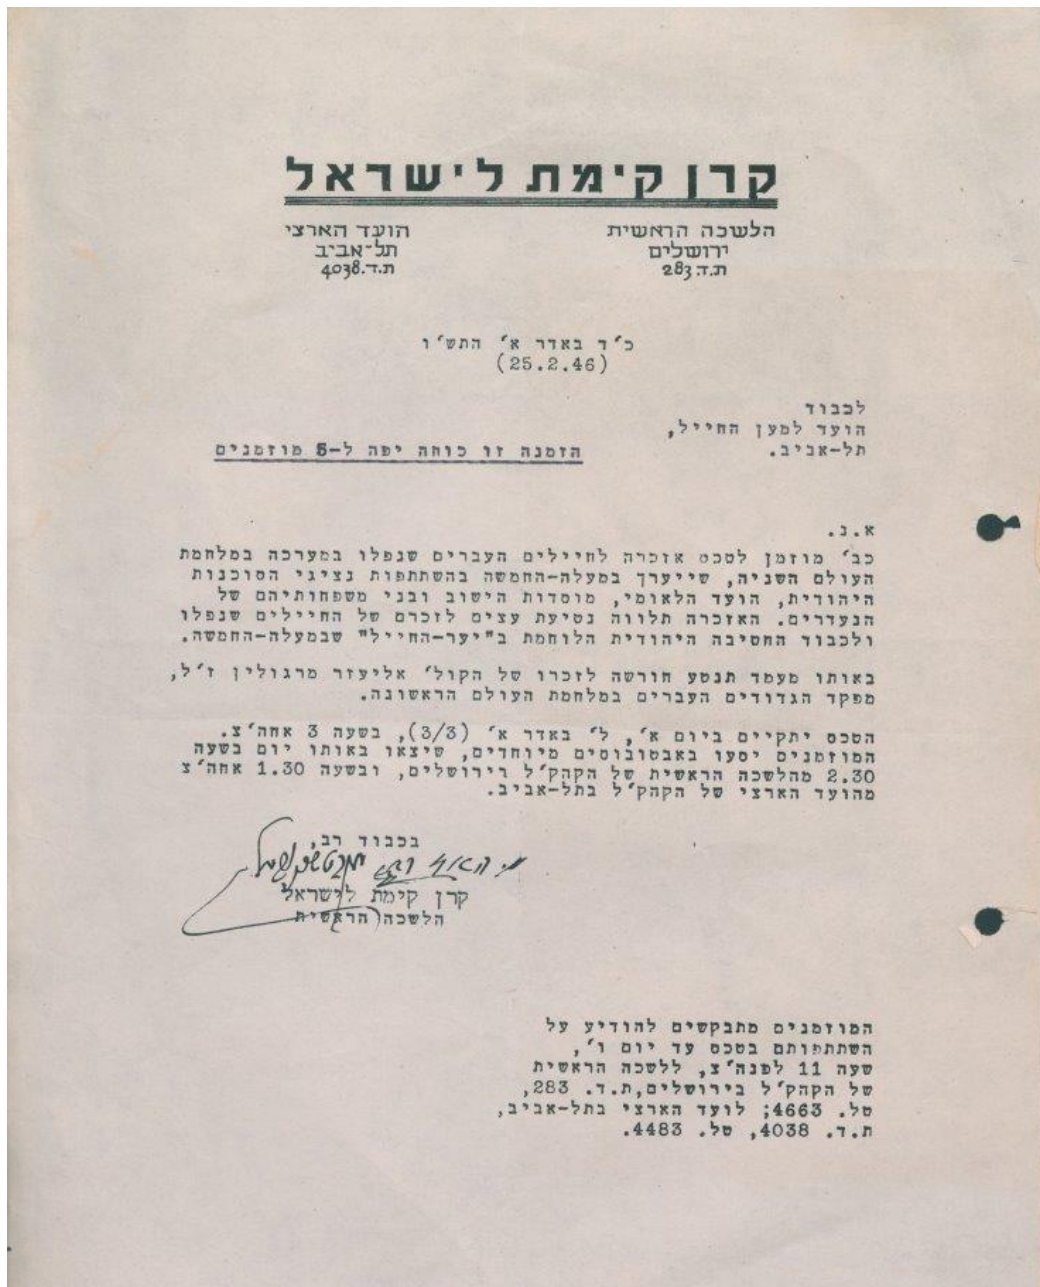 קרן קימת לישראל
הלשכה הראשית
ירושלים
ת.ד. 283
הועד הארצי
תל-אביב
ת.ד. 4038
כ'ד באדר א' התש'ו
(25.2.46)
לכבוד
הועד למען החייל,
תל-אביב.
הזמנה זו כוחה יפה ל-5 מוזמנים
א.נ.
כב' מוזמן לטכס אזכרה לחיילים העברים שנפלו במערכה במלחמת
העולם השניה, שייערך במעלה-החמשה בהשתתפות נציגי הסוכנות
היהודית, הועד הלאומי, מוסדות הישוב ובני משפחותיהם של
הנעדרים. האזכרה תלווה נטיעת עצים לזכרם של החיילים שנפלו
ולכבוד החטיבה היהודית הלוחמת ב"יער-החייל" שבמעלה-החמשה.
באותו מעמד תנטע חורשה לזכרו של הקול' אליעזר מרגולין ז'ל,
מפקד הגדודים העברים במלחמת העולם הראשונה.
הטכס יתקיים ביום א', ל' באדר א' (3/3), בשעה 3 אחה'צ.
המוזמנים יסעו באבטובוסים מיוחדים, שיצאו באותו יום בשעה
2.30 מהלשכה הראשית של הקהק'ל בירושלים, ובשעה 1.30 אחה'צ
מהועד הארצי של הקהק'ל בתל-אביב.
בכבוד רב,
קרן קימת לישראל
הלשכה הראשית
המוזמנים מתבקשים להודיע על
השתתפותם בטכס עד יום ו',
שעה 11 לפנה'צ, ללשכה הראשית
של הקהק'ל בירושלים,ת.ד. 283,
טל. 4663; לועד הארצי בתל-אביב,
ת.ד. 4038, טל. 4483.